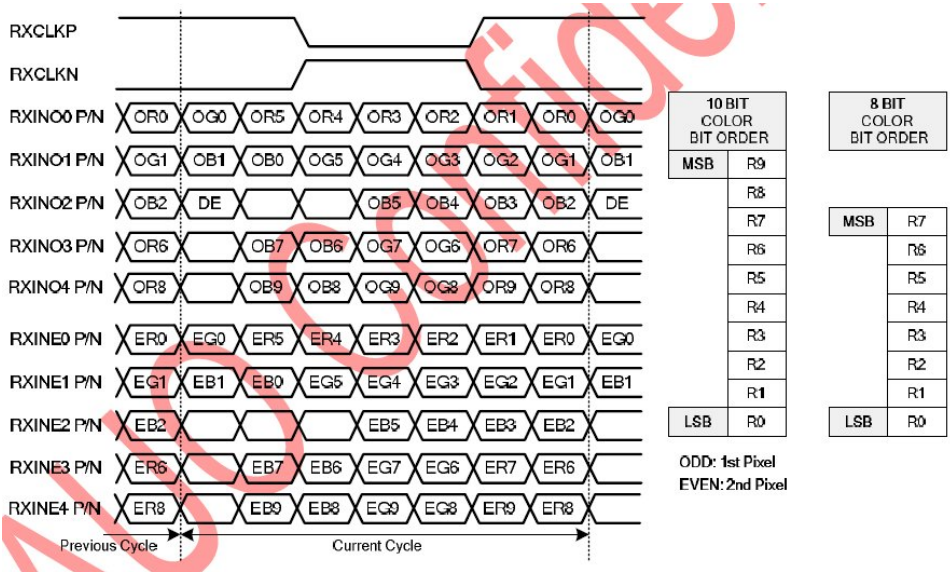 RXCLKP
RXCLKN
RXINO0 P/N OR0 OG0 OR5 OR4 OR3 OR2 OR1 OR0 OG0
RXINO1 P/N OG1 OB1 OB0 OG5 OG4 OG3 OG2 OG1 OB1
RXINO2 P/N OB2 DE OB5 OB4 OB3 OB2 DE
RXINO3 P/N OR6 OB7 OB6 OG7 OG6 OR7 OR6
RXINO4 P/N OR8 OB9 OB8 OG9 OG8 OR9 OR8
RXINE0 P/N ER0 EG0 ER5 ER4 ER3 ER2 ER1 ER0 EG0
RXINE1 P/N EG1 EB1 EB0 EG5 EG4 EG3 EG2 EG1 EB1
RXINE2 P/N EB2 EB5 EB4 EB3 EB2
RXINE3 P/N ER6 EB7 EB6 EG7 EG6 ER7 ER6
RXINE4 P/N ER8 EB9 EB8 EG9 EG8 ER9 ER8
Previous Cycle Current Cycle
10 BIT
COLOR
BIT ORDER
MSB R9
R8
R7
R6
R5
R4
R3
R2
R1
LSB R0
ODD: 1st Pixel
EVEN: 2nd Pixel
8 BIT
COLOR
BIT ORDER
MSB R7
R6
R5
R4
R3
R2
R1
LSB R0
AUO Confiden